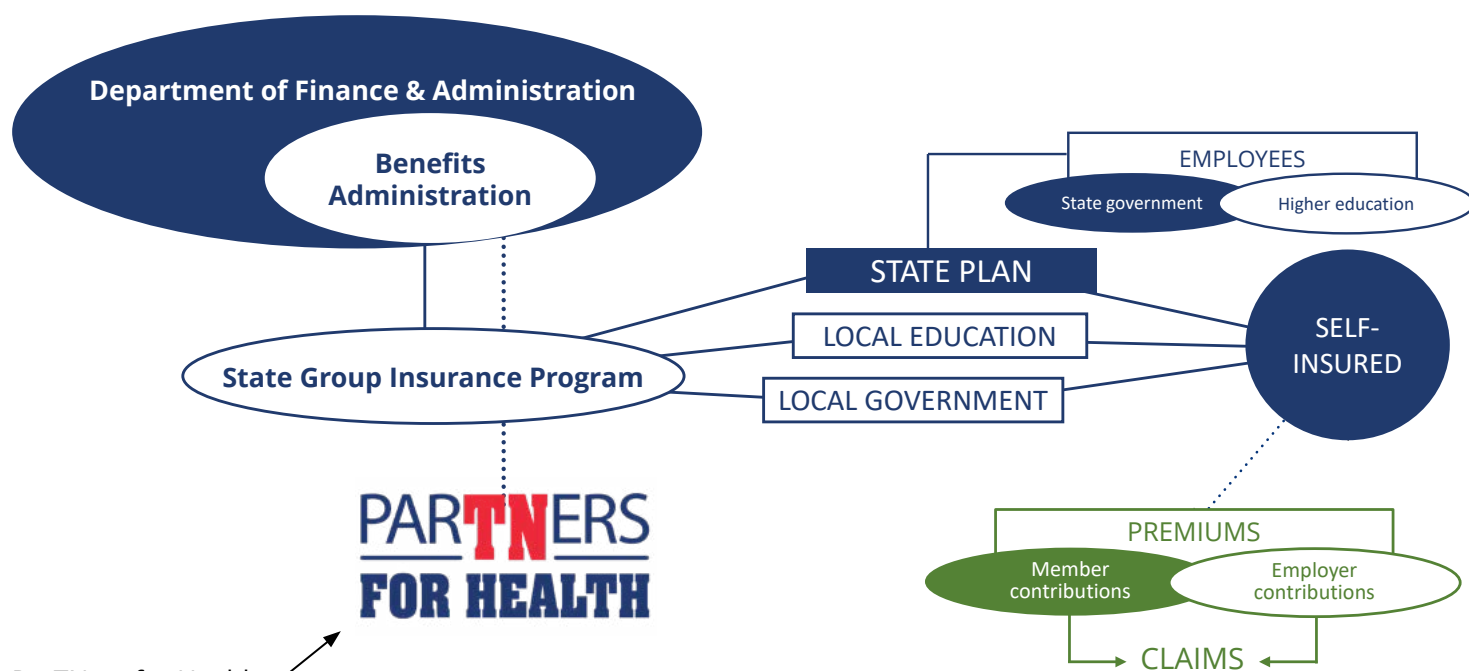 Department of Finance & Administration
Benefits
Administration
EMPLOYEES
State government
Higher education
STATE PLAN
LOCAL EDUCATION
LOCAL GOVERNMENT
SELF-
INSURED
State Group Insurance Program
PARTNERS
FOR HEALTH
PREMIUMS
Member
contributions
Employer
contributions
CLAIMS